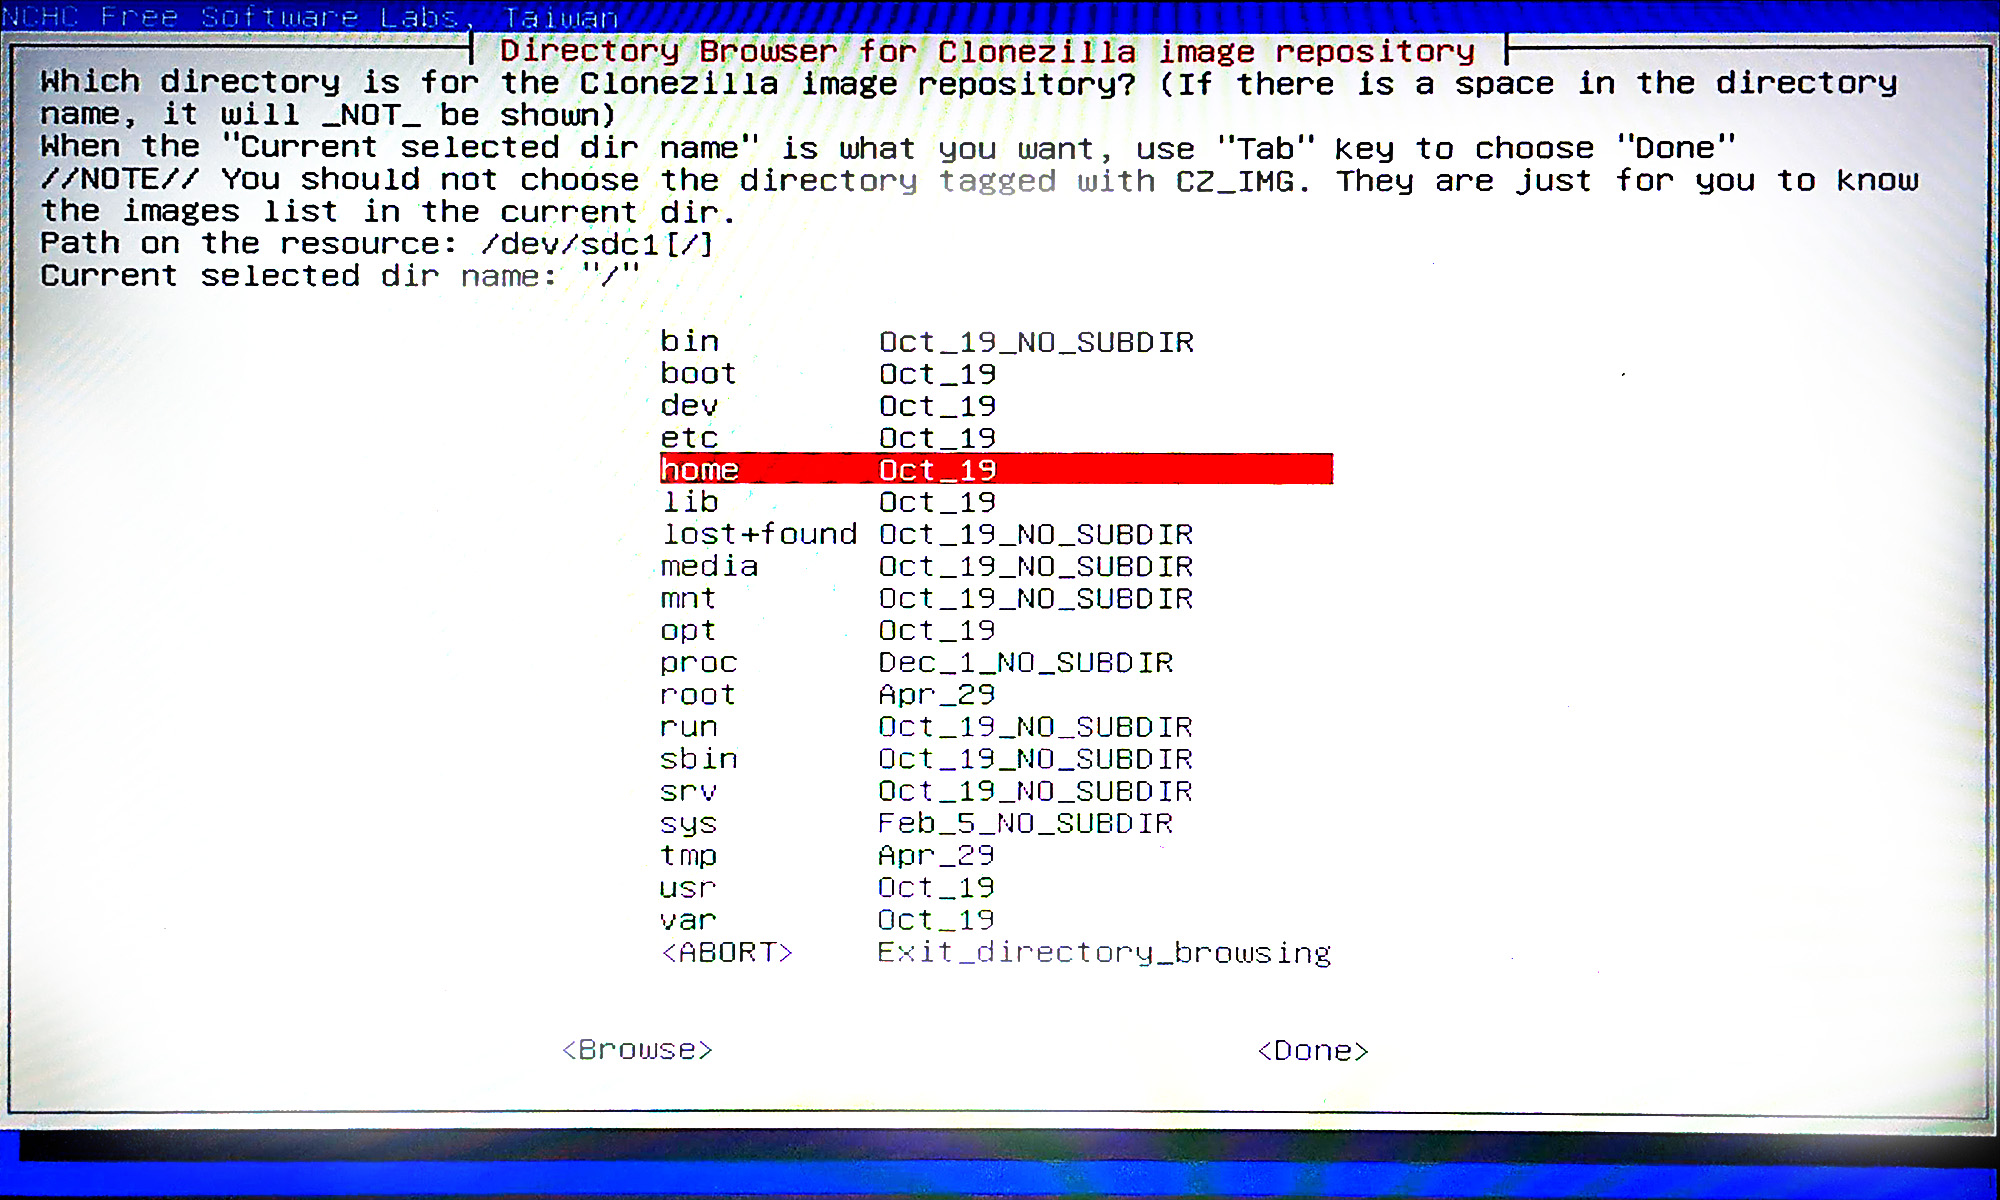 NCHC Free Software Labs, Taiwan
Directory Browser for Clonezilla image repository
Which directory is for the Clonezilla image repository? (If there is a space in the directory
name, it will _NOT_ be shown)
When the "Current selected dir name" is what you want, use "Tab" key to choose "Done"
//NOTE// You should not choose the directory tagged with CZ_IMG. They are just for you to know
the images list in the current dir.
Path on the resource: /dev/sdc1[/]
Current selected dir name: "/"
bin Oct_19_NO_SUBDIR
boot Oct_19
dev Oct_19
etc Oct_19
home Oct_19
lib Oct_19
lost+found Oct_19_NO_SUBDIR
media Oct_19_NO_SUBDIR
mnt Oct_19_NO_SUBDIR
opt Oct_19
proc Dec_1_NO_SUBDIR
root Apr_29
run Oct_19_NO_SUBDIR
sbin Oct_19_NO_SUBDIR
srv Oct_19_NO_SUBDIR
sys Feb_5_NO_SUBDIR
tmp Apr_29
usr Oct_19
var Oct_19
<ABORT> Exit_directory_browsing
<Browse> <Done>